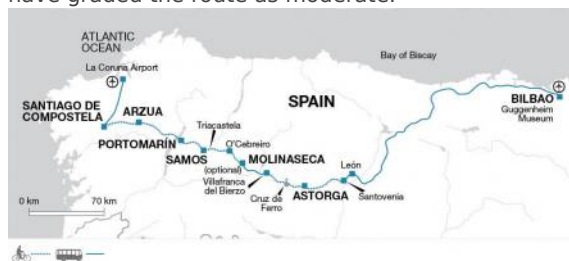 have graded the route as moderate.
ATLANTIC
OCEAN
La Coruna Airport
Bay of Biscay
SANTIAGO DE
COMPOSTELA
ARZUA
SPAIN
BILBAO
Guggenheim
Museum
Triacastela
PORTOMARÍN
O'Cebreiro
SAMOS
MOLINASECA
(optional)
León
Villafranca
del Bierzo
Cruz de
Ferro
ASTORGA
Santovenia
0 km
70 km